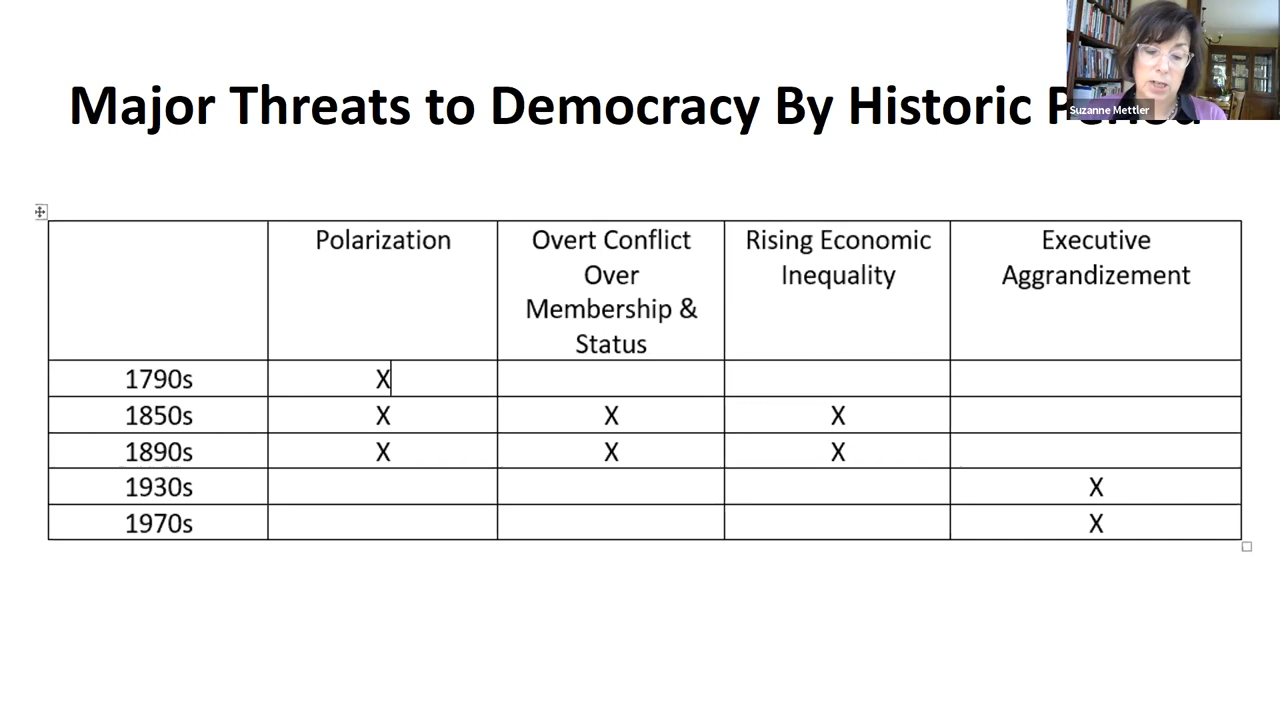 Major Threats to Democracy By Historic
Suzanne Mettler
Polarization
Overt Conflict
Over
Membership &
Status
Rising Economic
Inequality
Executive
Aggrandizement
1790s X
1850s X X X
1890s X X X
1930s X
1970s X